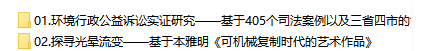 01.环境行政公益诉讼实证研究——基于405个司法案例以及三省四市的
02.探寻光晕流变——基于本雅明《可机械复制时代的艺术作品》